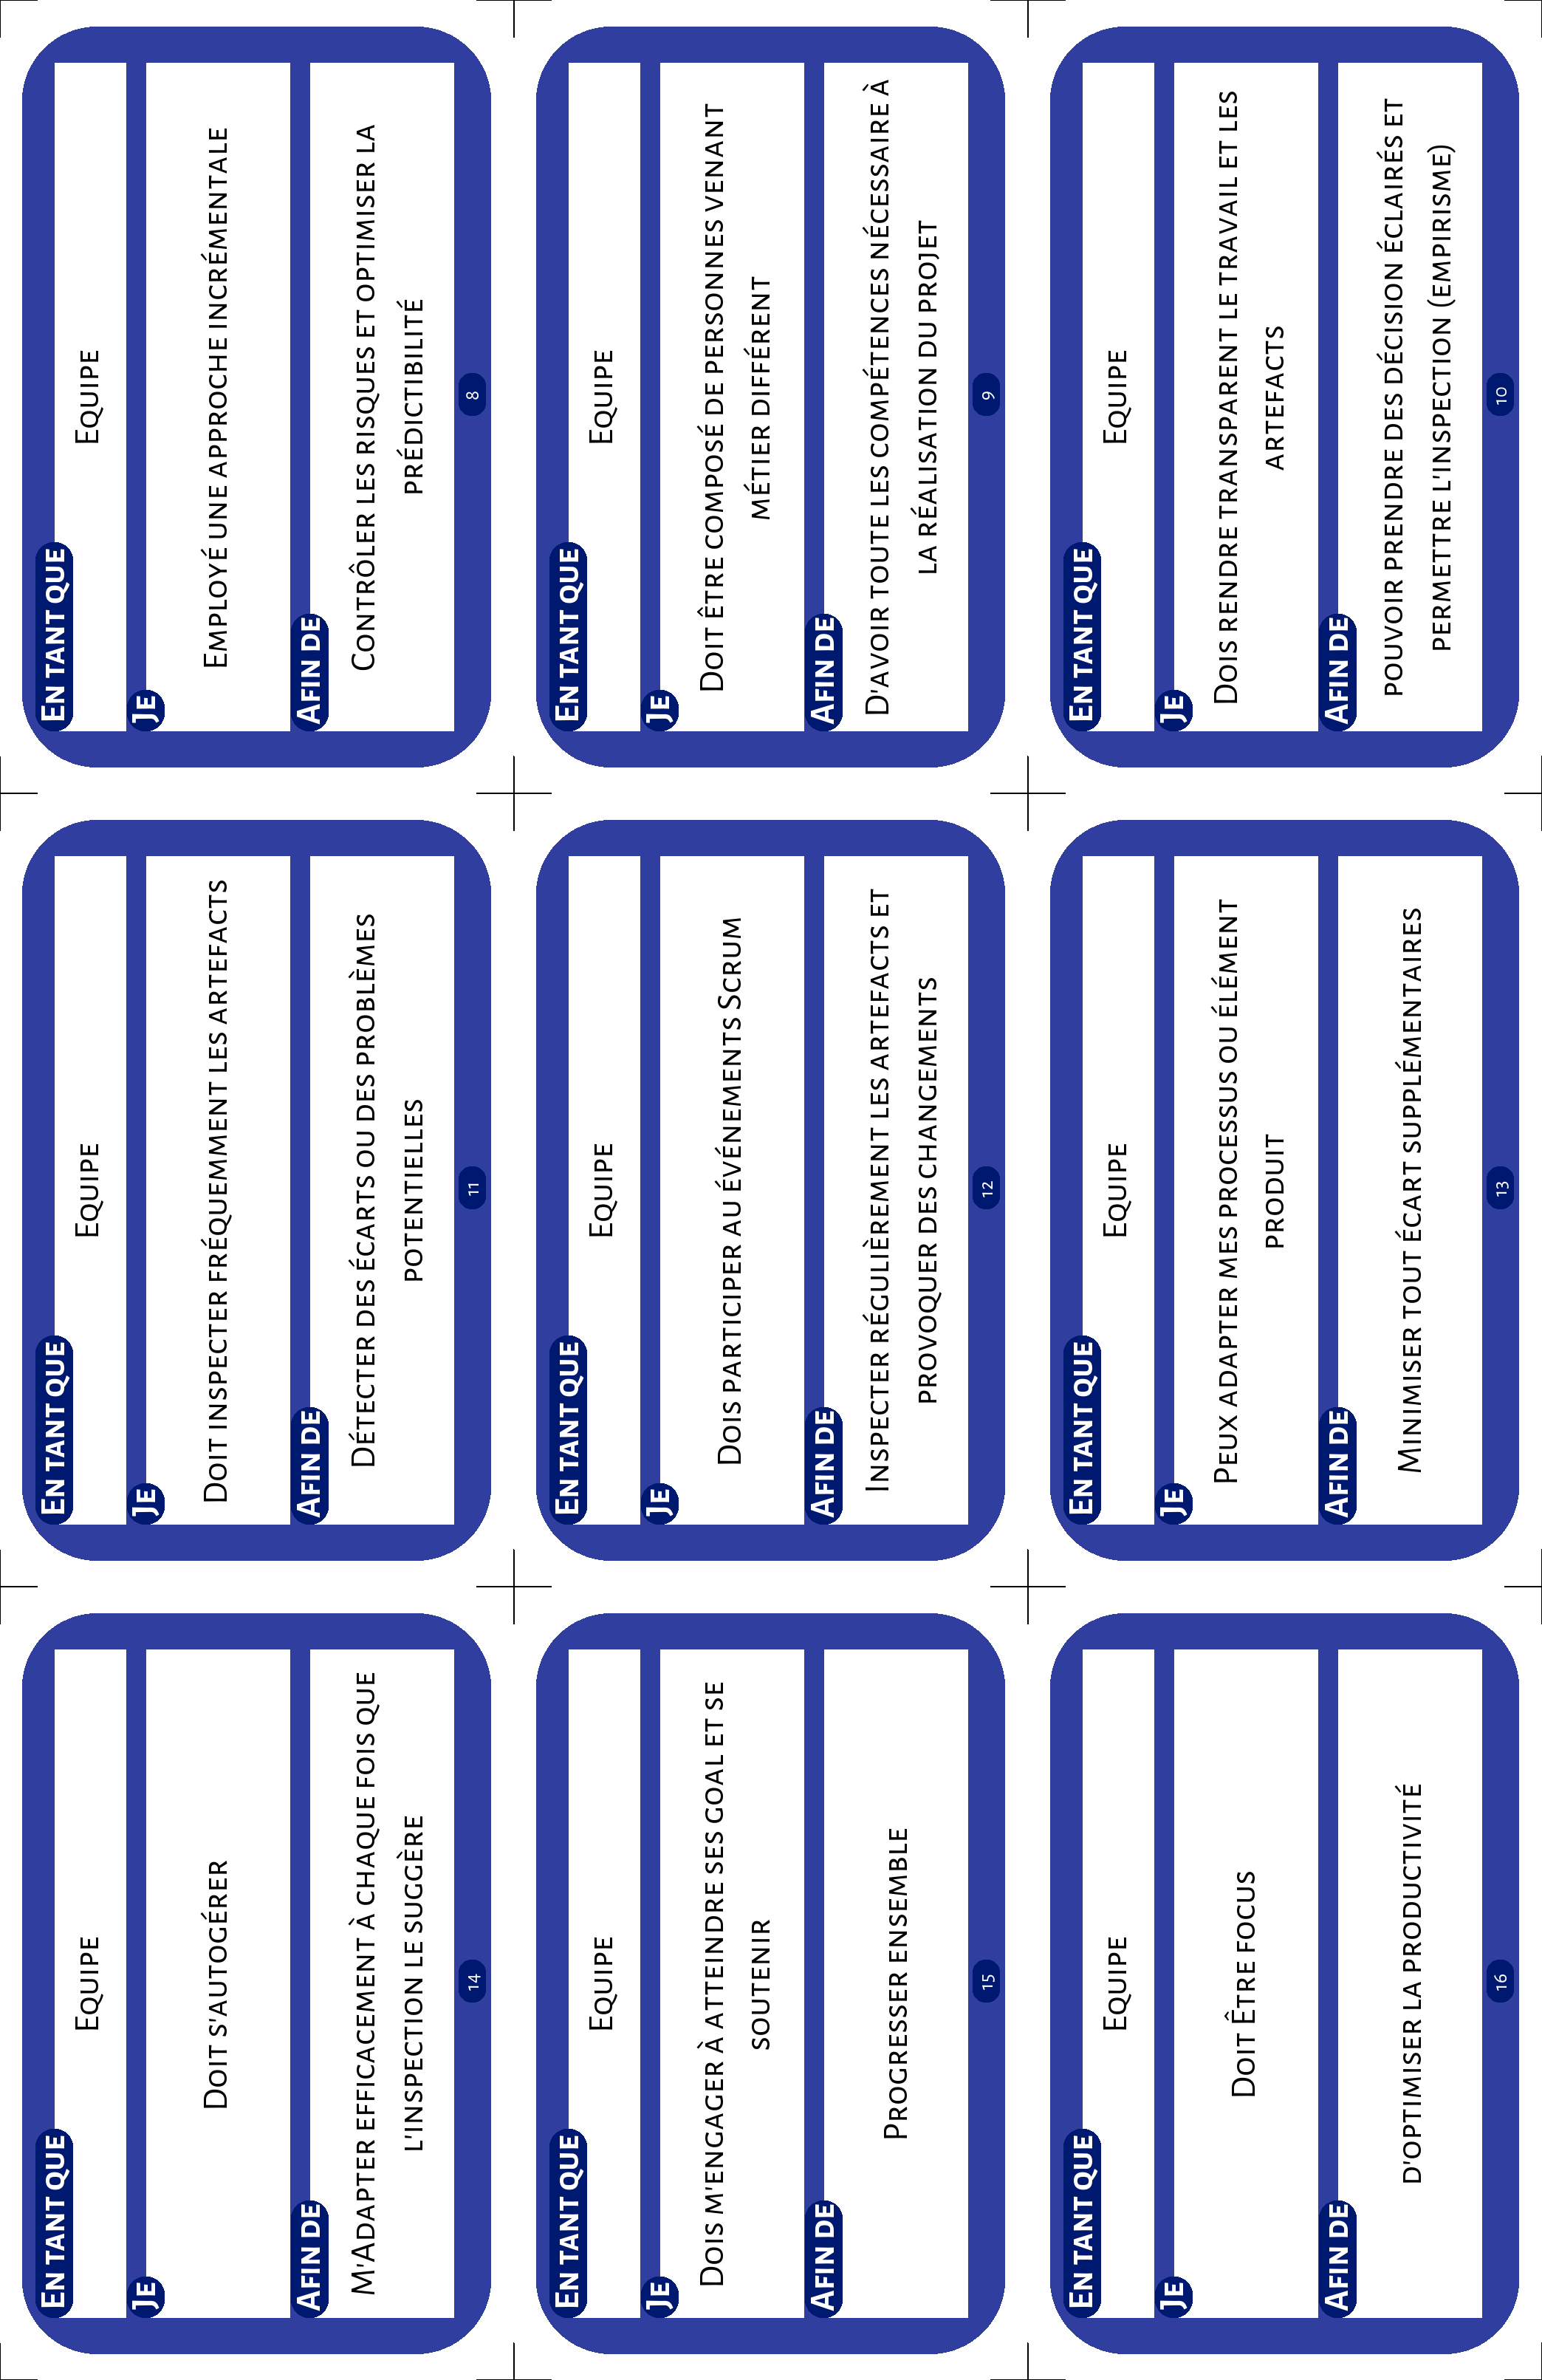 En tant que
Equipe
Je
Employé une approche incrémentale
Afin de
Contrôler les risques et optimiser la
prédictibilité
8
En tant que
Equipe
Je
Doit être composé de personnes venant
métier différent
Afin de
D'avoir toute les compétences nécessaire à
la réalisation du projet
9
En tant que
Equipe
Je
Dois rendre transparent le travail et les
artefacts
Afin de
pouvoir prendre des décision éclairés et
permettre l'inspection (empirisme)
10
En tant que
Equipe
Je
Doit inspecter fréquemment les artefacts
Afin de
Détecter des écarts ou des problèmes
potentielles
11
En tant que
Equipe
Je
Dois participer au événements Scrum
Afin de
Inspecter régulièrement les artefacts et
provoquer des changements
12
En tant que
Equipe
Je
Peux adapter mes processus ou élément
produit
Afin de
Minimiser tout écart supplémentaires
13
En tant que
Equipe
Je
Doit s'autogérer
Afin de
M'Adapter efficacement à chaque fois que
l'inspection le suggère
14
En tant que
Equipe
Je
Dois m'engager à atteindre ses goal et se
soutenir
Afin de
Progresser ensemble
15
En tant que
Equipe
Je
Doit Être focus
Afin de
d'optimiser la productivité
16